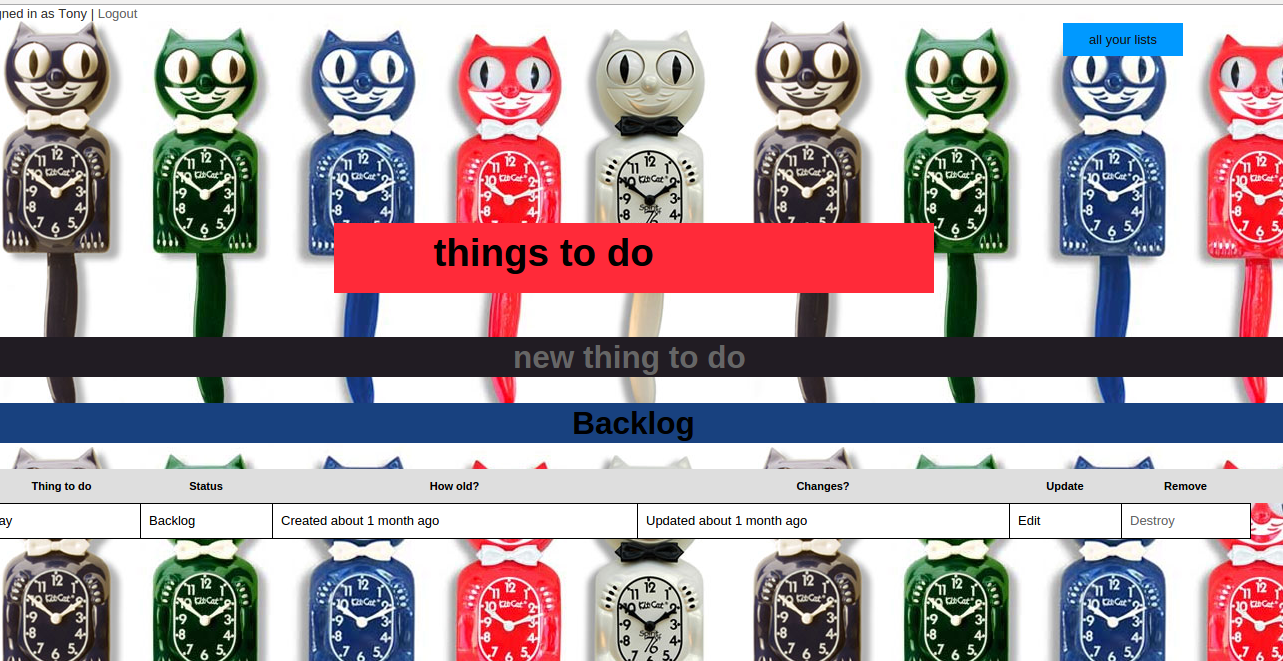 gned in as Tony | Logout
all your lists
things to do
new thing to do
Backlog
Thing to do Status How old? Changes? Update Remove
ay Backlog Created about 1 month ago Updated about 1 month ago Edit Destroy